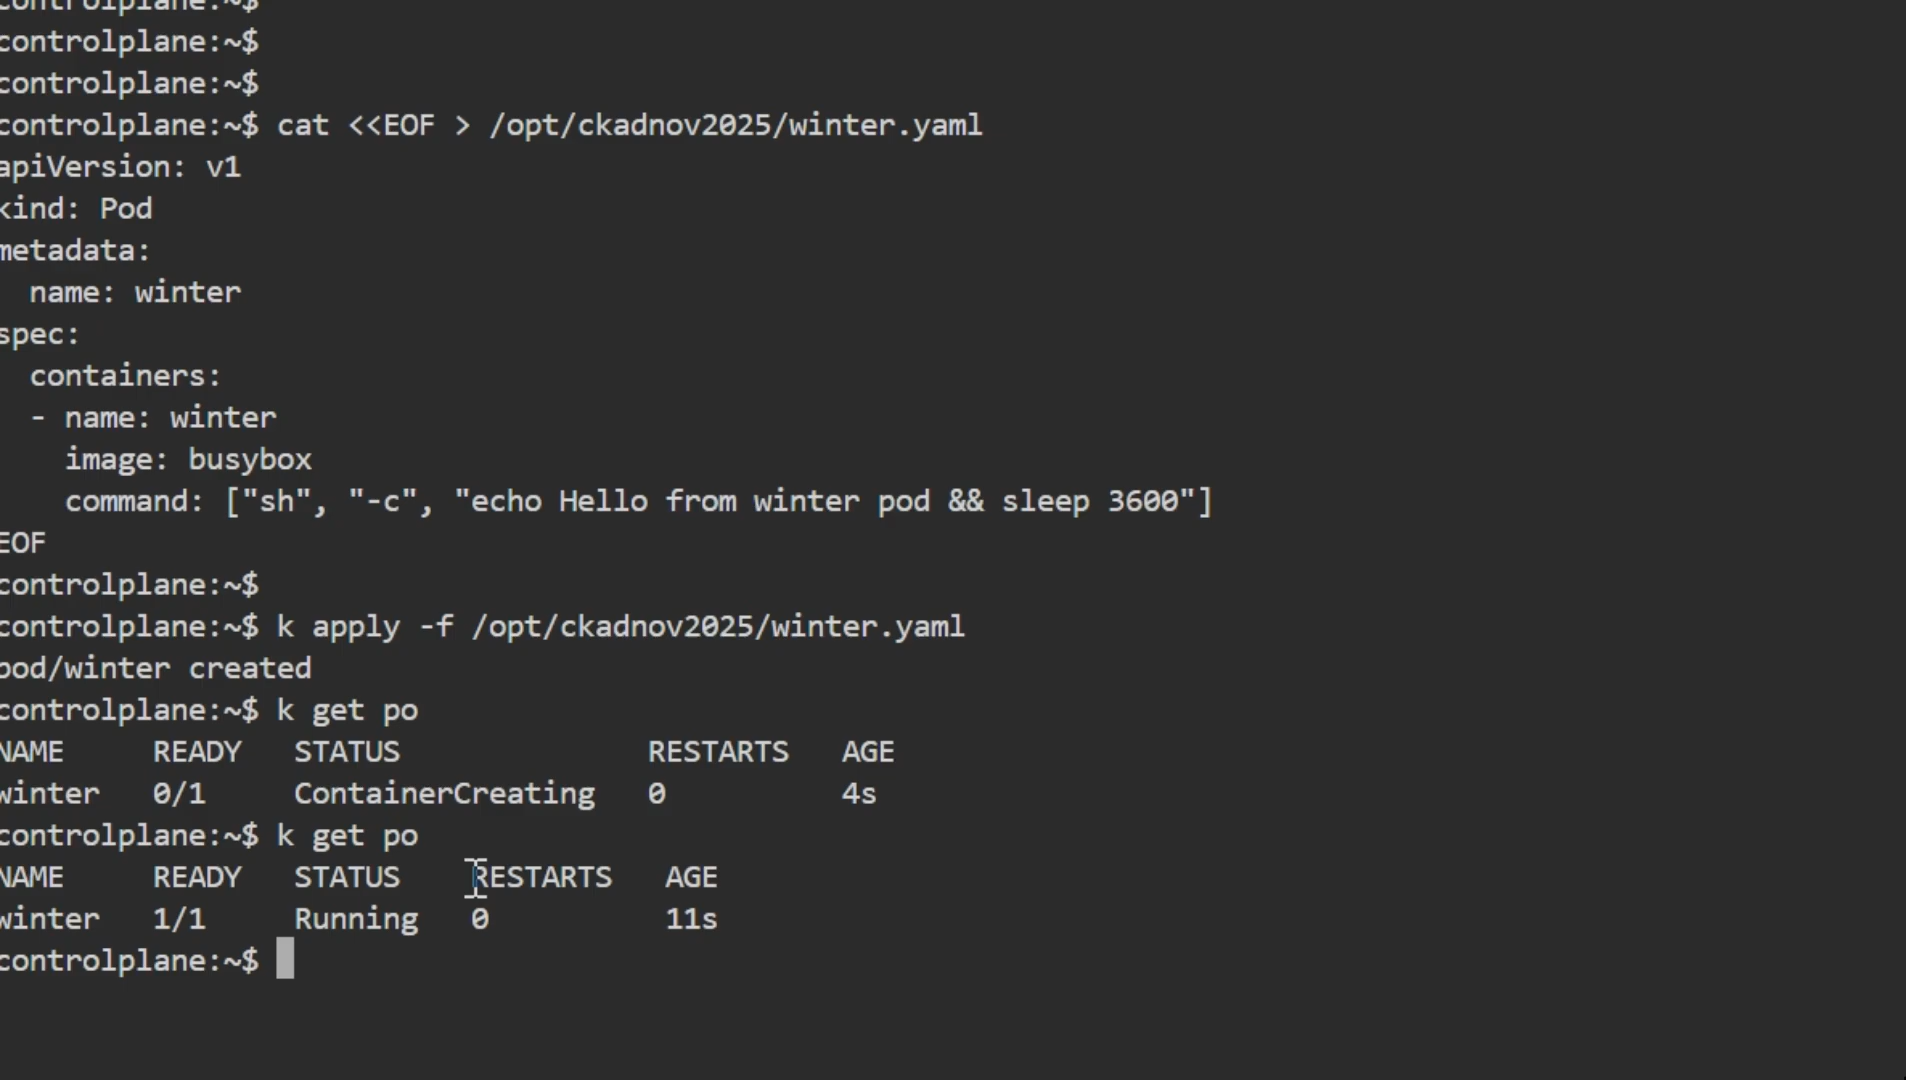 controlplane:~$
controlplane:~$
controlplane:~$
controlplane:~$ cat <<EOF > /opt/ckadnov2025/winter.yaml
apiVersion: v1
kind: Pod
metadata:
  name: winter
spec:
  containers:
  - name: winter
    image: busybox
    command: ["sh", "-c", "echo Hello from winter pod && sleep 3600"]
EOF
controlplane:~$
controlplane:~$ k apply -f /opt/ckadnov2025/winter.yaml
pod/winter created
controlplane:~$ k get po
NAME     READY   STATUS              RESTARTS   AGE
winter   0/1     ContainerCreating   0          4s
controlplane:~$ k get po
NAME     READY   STATUS    RESTARTS   AGE
winter   1/1     Running   0          11s
controlplane:~$